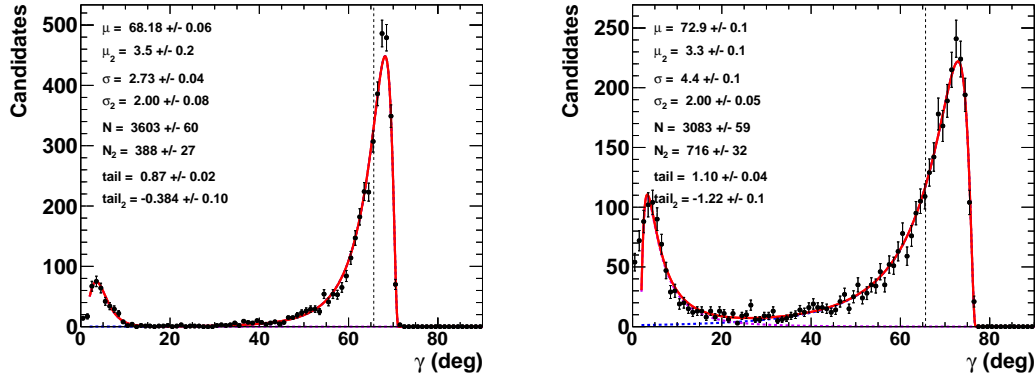 Candidates
500
400
300
200
100
0
μ = 68.18 +/- 0.06
μ₂ = 3.5 +/- 0.2
σ = 2.73 +/- 0.04
σ₂ = 2.00 +/- 0.08
N = 3603 +/- 60
N₂ = 388 +/- 27
tail = 0.87 +/- 0.02
tail₂ = -0.384 +/- 0.10
0 20 40 60 80
γ (deg)
Candidates
250
200
150
100
50
0
μ = 72.9 +/- 0.1
μ₂ = 3.3 +/- 0.1
σ = 4.4 +/- 0.1
σ₂ = 2.00 +/- 0.05
N = 3083 +/- 59
N₂ = 716 +/- 32
tail = 1.10 +/- 0.04
tail₂ = -1.22 +/- 0.1
0 20 40 60 80
γ (deg)